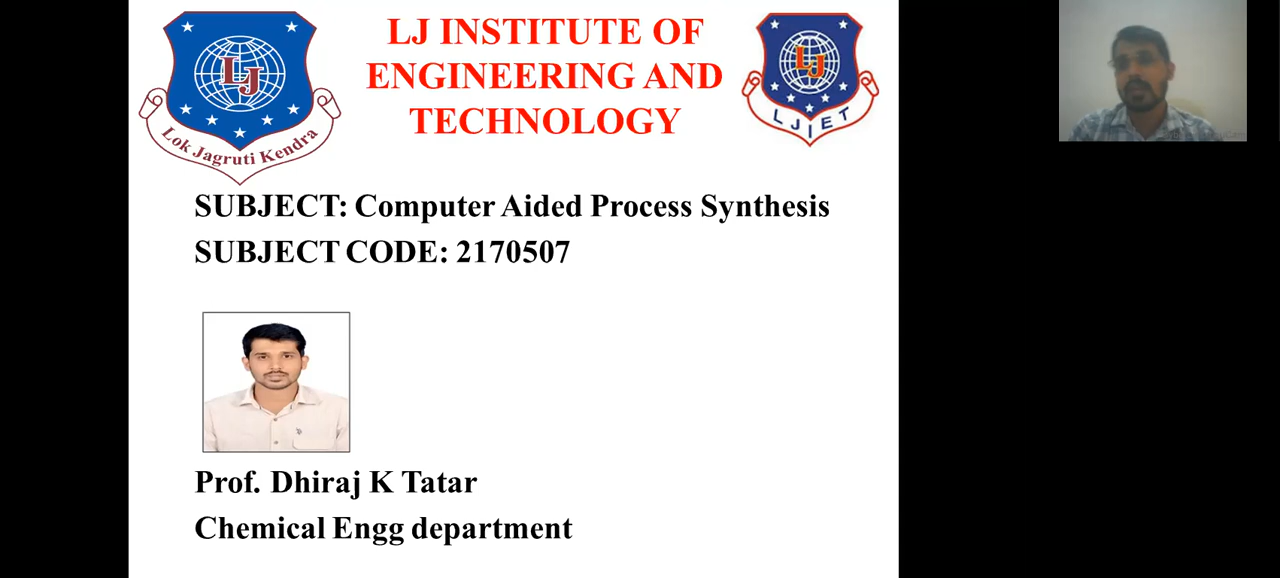 LJ INSTITUTE OF
ENGINEERING AND
TECHNOLOGY
LJ
Lok Jagruti Kendra
LJ
LJIET
SUBJECT: Computer Aided Process Synthesis
SUBJECT CODE: 2170507
Prof. Dhiraj K Tatar
Chemical Engg department